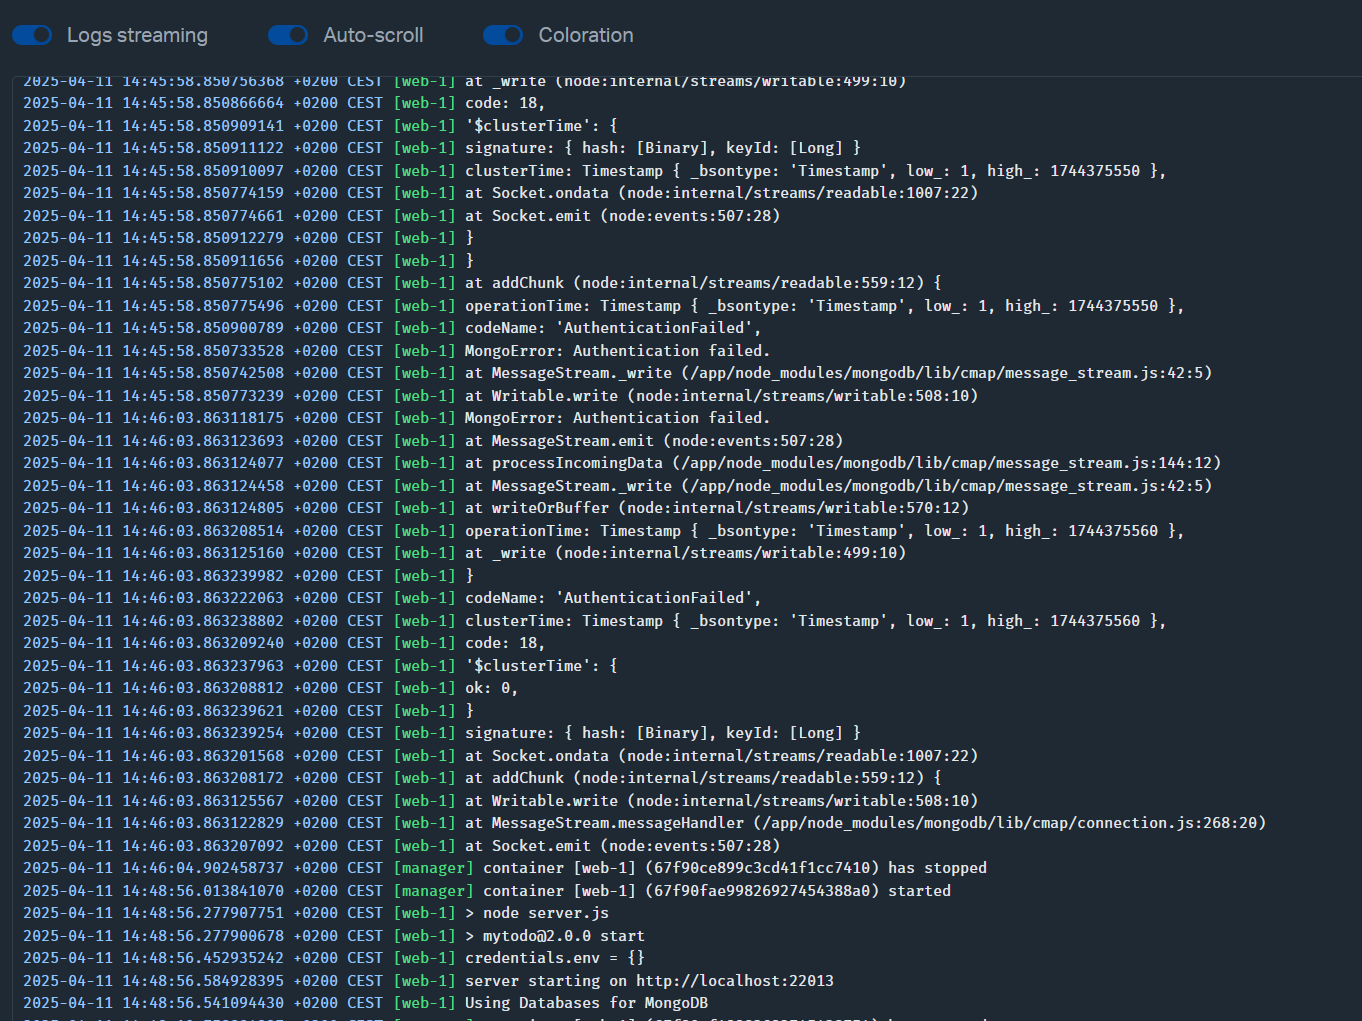 Logs streaming Auto-scroll Coloration
2025-04-11 14:45:58.850756368 +0200 CEST [web-1] at _write (node:internal/streams/writable:499:10)
2025-04-11 14:45:58.850866664 +0200 CEST [web-1] code: 18,
2025-04-11 14:45:58.850909141 +0200 CEST [web-1] '$clusterTime': {
2025-04-11 14:45:58.850911122 +0200 CEST [web-1] signature: { hash: [Binary], keyId: [Long] }
2025-04-11 14:45:58.850910097 +0200 CEST [web-1] clusterTime: Timestamp { _bsontype: 'Timestamp', low_: 1, high_: 1744375550 },
2025-04-11 14:45:58.850774159 +0200 CEST [web-1] at Socket.ondata (node:internal/streams/readable:1007:22)
2025-04-11 14:45:58.850774661 +0200 CEST [web-1] at Socket.emit (node:events:507:28)
2025-04-11 14:45:58.850912279 +0200 CEST [web-1] }
2025-04-11 14:45:58.850911656 +0200 CEST [web-1] }
2025-04-11 14:45:58.850775102 +0200 CEST [web-1] at addChunk (node:internal/streams/readable:559:12) {
2025-04-11 14:45:58.850775496 +0200 CEST [web-1] operationTime: Timestamp { _bsontype: 'Timestamp', low_: 1, high_: 1744375550 },
2025-04-11 14:45:58.850900789 +0200 CEST [web-1] codeName: 'AuthenticationFailed',
2025-04-11 14:45:58.850733528 +0200 CEST [web-1] MongoError: Authentication failed.
2025-04-11 14:45:58.850742508 +0200 CEST [web-1] at MessageStream._write (/app/node_modules/mongodb/lib/cmap/message_stream.js:42:5)
2025-04-11 14:45:58.850773239 +0200 CEST [web-1] at Writable.write (node:internal/streams/writable:508:10)
2025-04-11 14:46:03.863118175 +0200 CEST [web-1] MongoError: Authentication failed.
2025-04-11 14:46:03.863123693 +0200 CEST [web-1] at MessageStream.emit (node:events:507:28)
2025-04-11 14:46:03.863124077 +0200 CEST [web-1] at processIncomingData (/app/node_modules/mongodb/lib/cmap/message_stream.js:144:12)
2025-04-11 14:46:03.863124458 +0200 CEST [web-1] at MessageStream._write (/app/node_modules/mongodb/lib/cmap/message_stream.js:42:5)
2025-04-11 14:46:03.863124805 +0200 CEST [web-1] at writeOrBuffer (node:internal/streams/writable:570:12)
2025-04-11 14:46:03.863208514 +0200 CEST [web-1] operationTime: Timestamp { _bsontype: 'Timestamp', low_: 1, high_: 1744375560 },
2025-04-11 14:46:03.863125160 +0200 CEST [web-1] at _write (node:internal/streams/writable:499:10)
2025-04-11 14:46:03.863239982 +0200 CEST [web-1] }
2025-04-11 14:46:03.863222063 +0200 CEST [web-1] codeName: 'AuthenticationFailed',
2025-04-11 14:46:03.863238802 +0200 CEST [web-1] clusterTime: Timestamp { _bsontype: 'Timestamp', low_: 1, high_: 1744375560 },
2025-04-11 14:46:03.863209240 +0200 CEST [web-1] code: 18,
2025-04-11 14:46:03.863237963 +0200 CEST [web-1] '$clusterTime': {
2025-04-11 14:46:03.863208812 +0200 CEST [web-1] ok: 0,
2025-04-11 14:46:03.863239621 +0200 CEST [web-1] }
2025-04-11 14:46:03.863239254 +0200 CEST [web-1] signature: { hash: [Binary], keyId: [Long] }
2025-04-11 14:46:03.863201568 +0200 CEST [web-1] at Socket.ondata (node:internal/streams/readable:1007:22)
2025-04-11 14:46:03.863208172 +0200 CEST [web-1] at addChunk (node:internal/streams/readable:559:12) {
2025-04-11 14:46:03.863125567 +0200 CEST [web-1] at Writable.write (node:internal/streams/writable:508:10)
2025-04-11 14:46:03.863122829 +0200 CEST [web-1] at MessageStream.messageHandler (/app/node_modules/mongodb/lib/cmap/connection.js:268:20)
2025-04-11 14:46:03.863207092 +0200 CEST [web-1] at Socket.emit (node:events:507:28)
2025-04-11 14:46:04.902458737 +0200 CEST [manager] container [web-1] (67f90ce899c3cd41f1cc7410) has stopped
2025-04-11 14:48:56.013841070 +0200 CEST [manager] container [web-1] (67f90fae99826927454388a0) started
2025-04-11 14:48:56.277907751 +0200 CEST [web-1] > node server.js
2025-04-11 14:48:56.277900678 +0200 CEST [web-1] > mytodo@2.0.0 start
2025-04-11 14:48:56.452935242 +0200 CEST [web-1] credentials.env = {}
2025-04-11 14:48:56.584928395 +0200 CEST [web-1] server starting on http://localhost:22013
2025-04-11 14:48:56.541094430 +0200 CEST [web-1] Using Databases for MongoDB